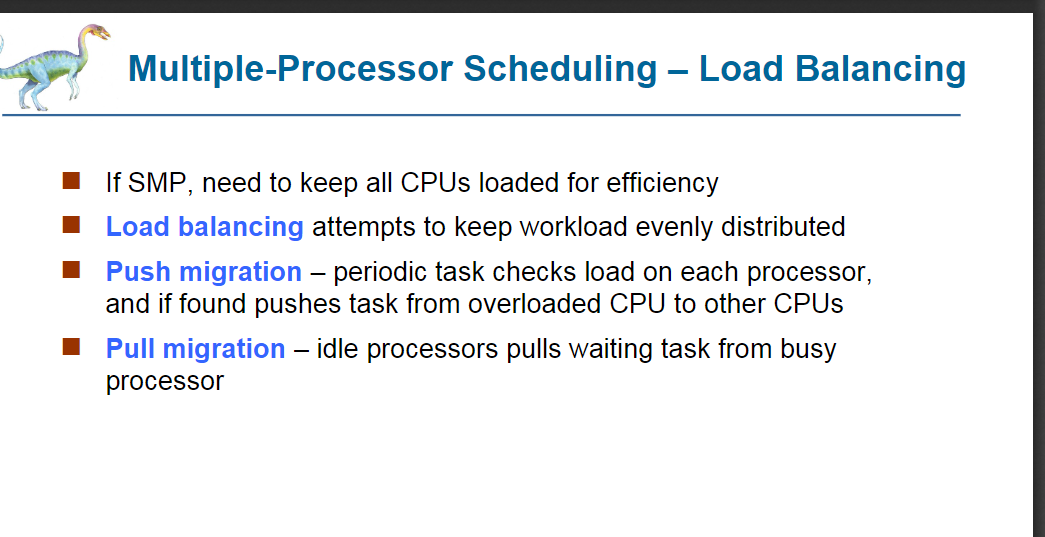 Multiple-Processor Scheduling – Load Balancing
If SMP, need to keep all CPUs loaded for efficiency
Load balancing attempts to keep workload evenly distributed
Push migration – periodic task checks load on each processor,
and if found pushes task from overloaded CPU to other CPUs
Pull migration – idle processors pulls waiting task from busy
processor